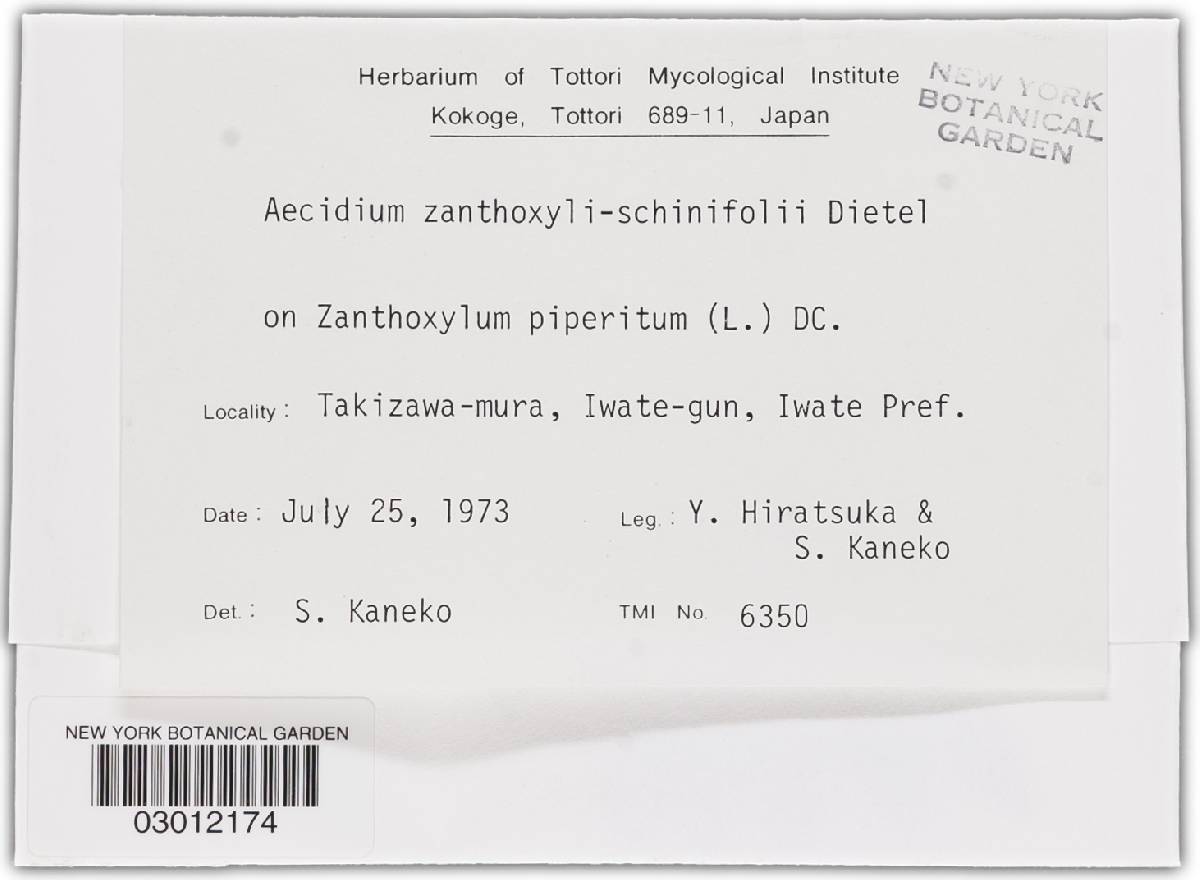 Herbarium of Tottori Mycological Institute
Kokoge, Tottori 689-11, Japan
NEW YORK
BOTANICAL
GARDEN
Aecidium zanthoxyli-schinifolii Dietel
on Zanthoxylum piperitum (L.) DC.
Locality: Takizawa-mura, Iwate-gun, Iwate Pref.
Date: July 25, 1973 Leg.: Y. Hiratsuka &
S. Kaneko
Det.: S. Kaneko TMI No. 6350
NEW YORK BOTANICAL GARDEN
03012174